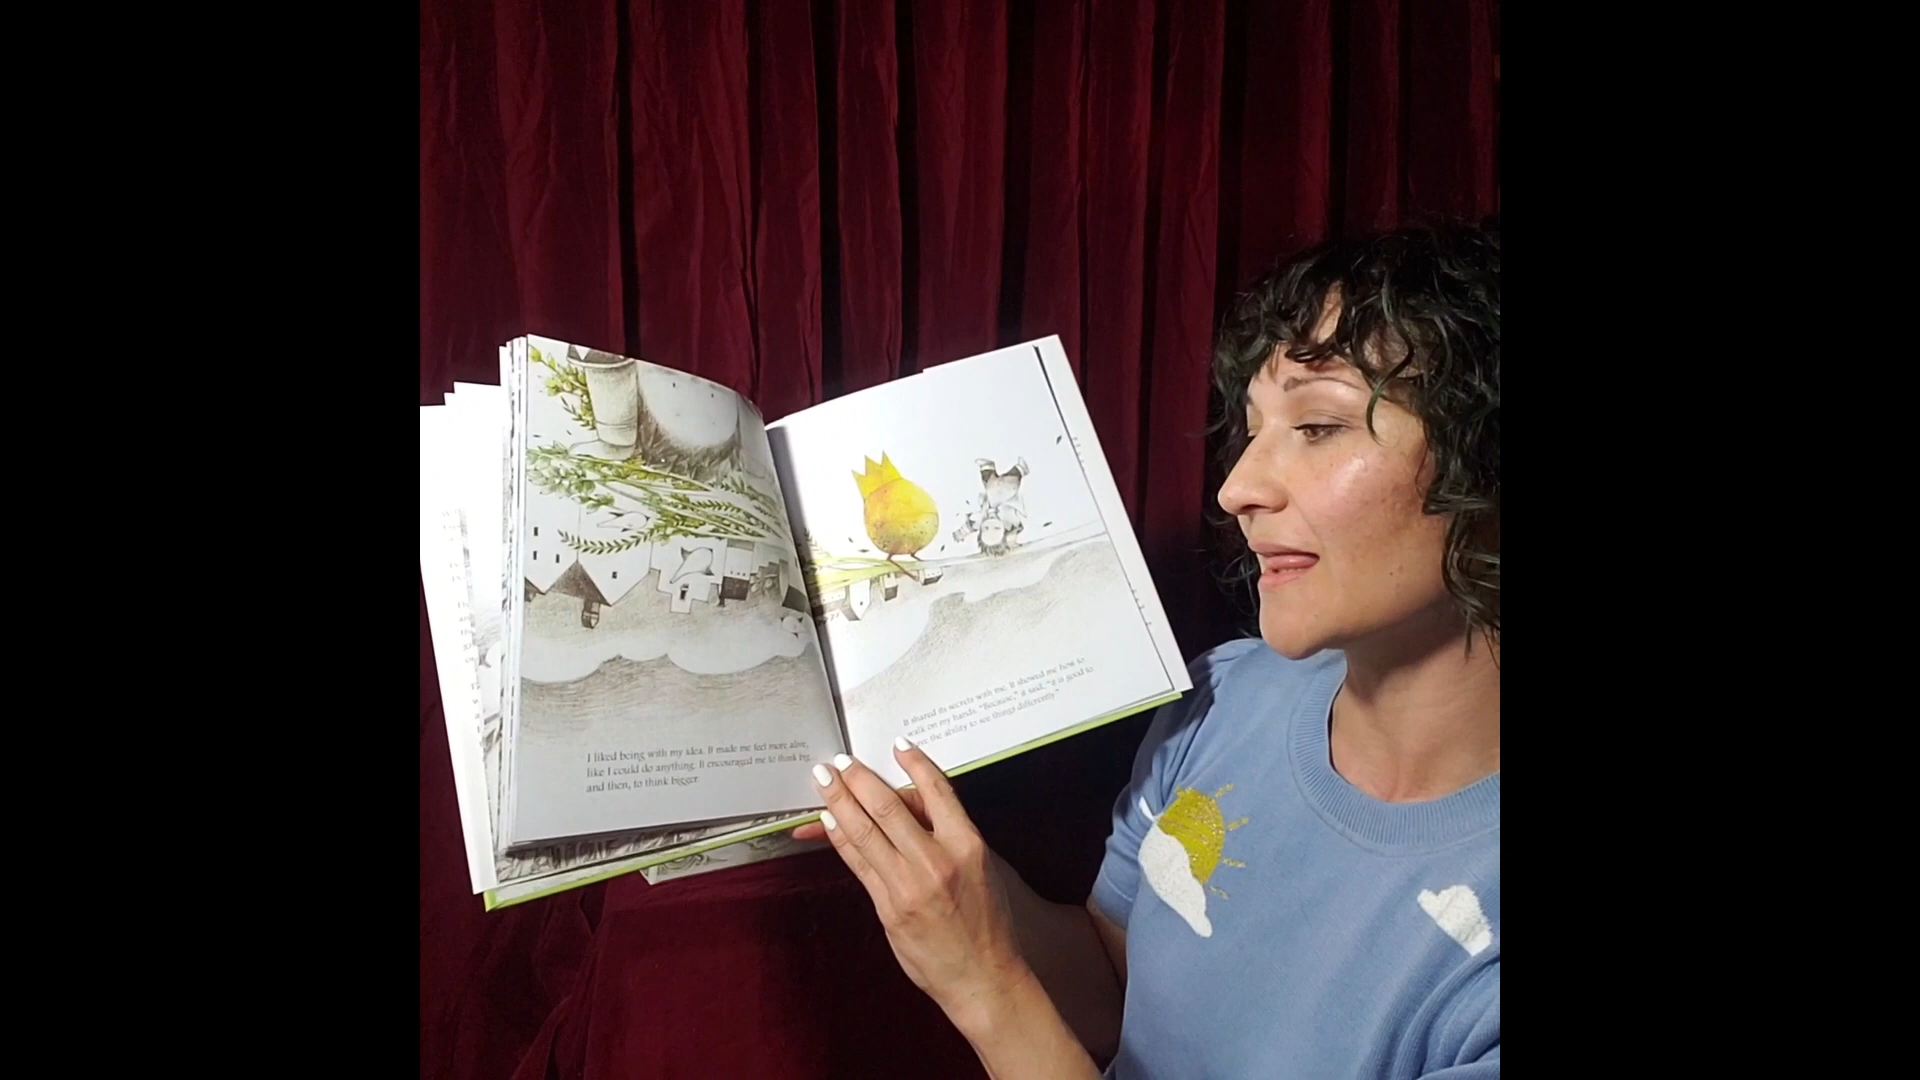 I liked being with my idea. It made me feel more alive,
like I could do anything. It encouraged me to think big...
and then, to think bigger.
It shared its secrets with me. It showed me how to
walk on my hands. "Because," it said, "it is good to
have the ability to see things differently."